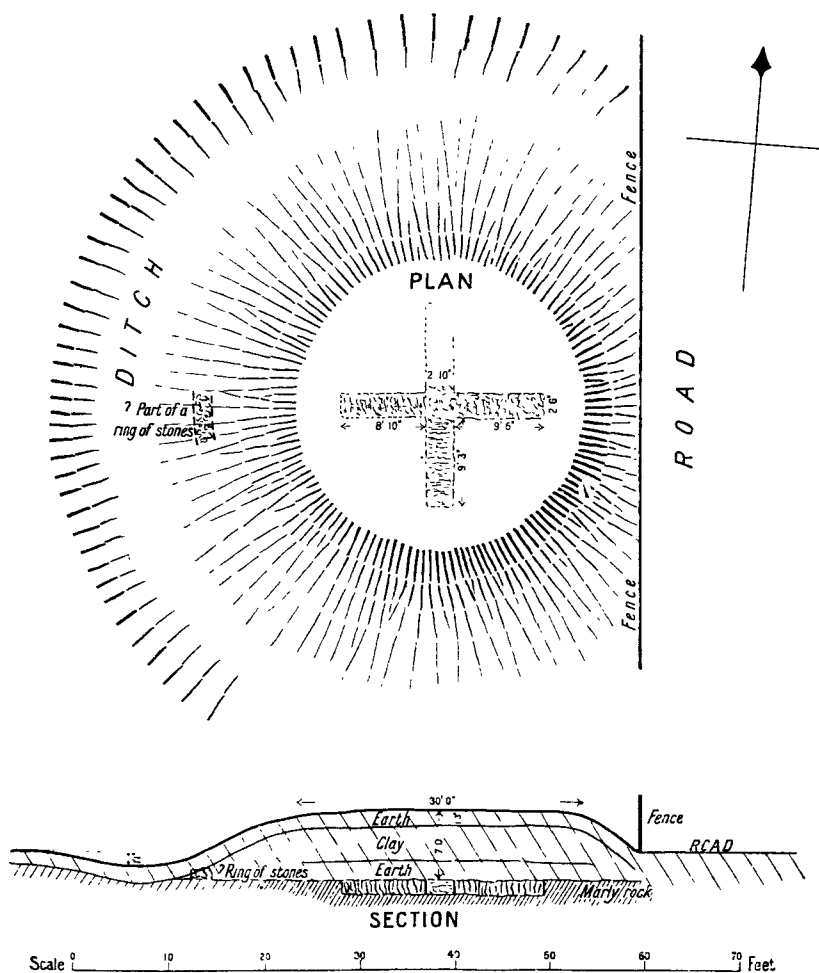 PLAN
DITCH
Fence
ROAD
2' 10"
2' 6"
? Part of a
ring of stones
8' 10"
9' 6"
9' 3"
Fence
30' 0"
Earth
Fence
Clay
7' 0
ROAD
? Ring of stones
Earth
Marly rock
SECTION
Scale 0 10 20 30 40 50 60 70 Feet